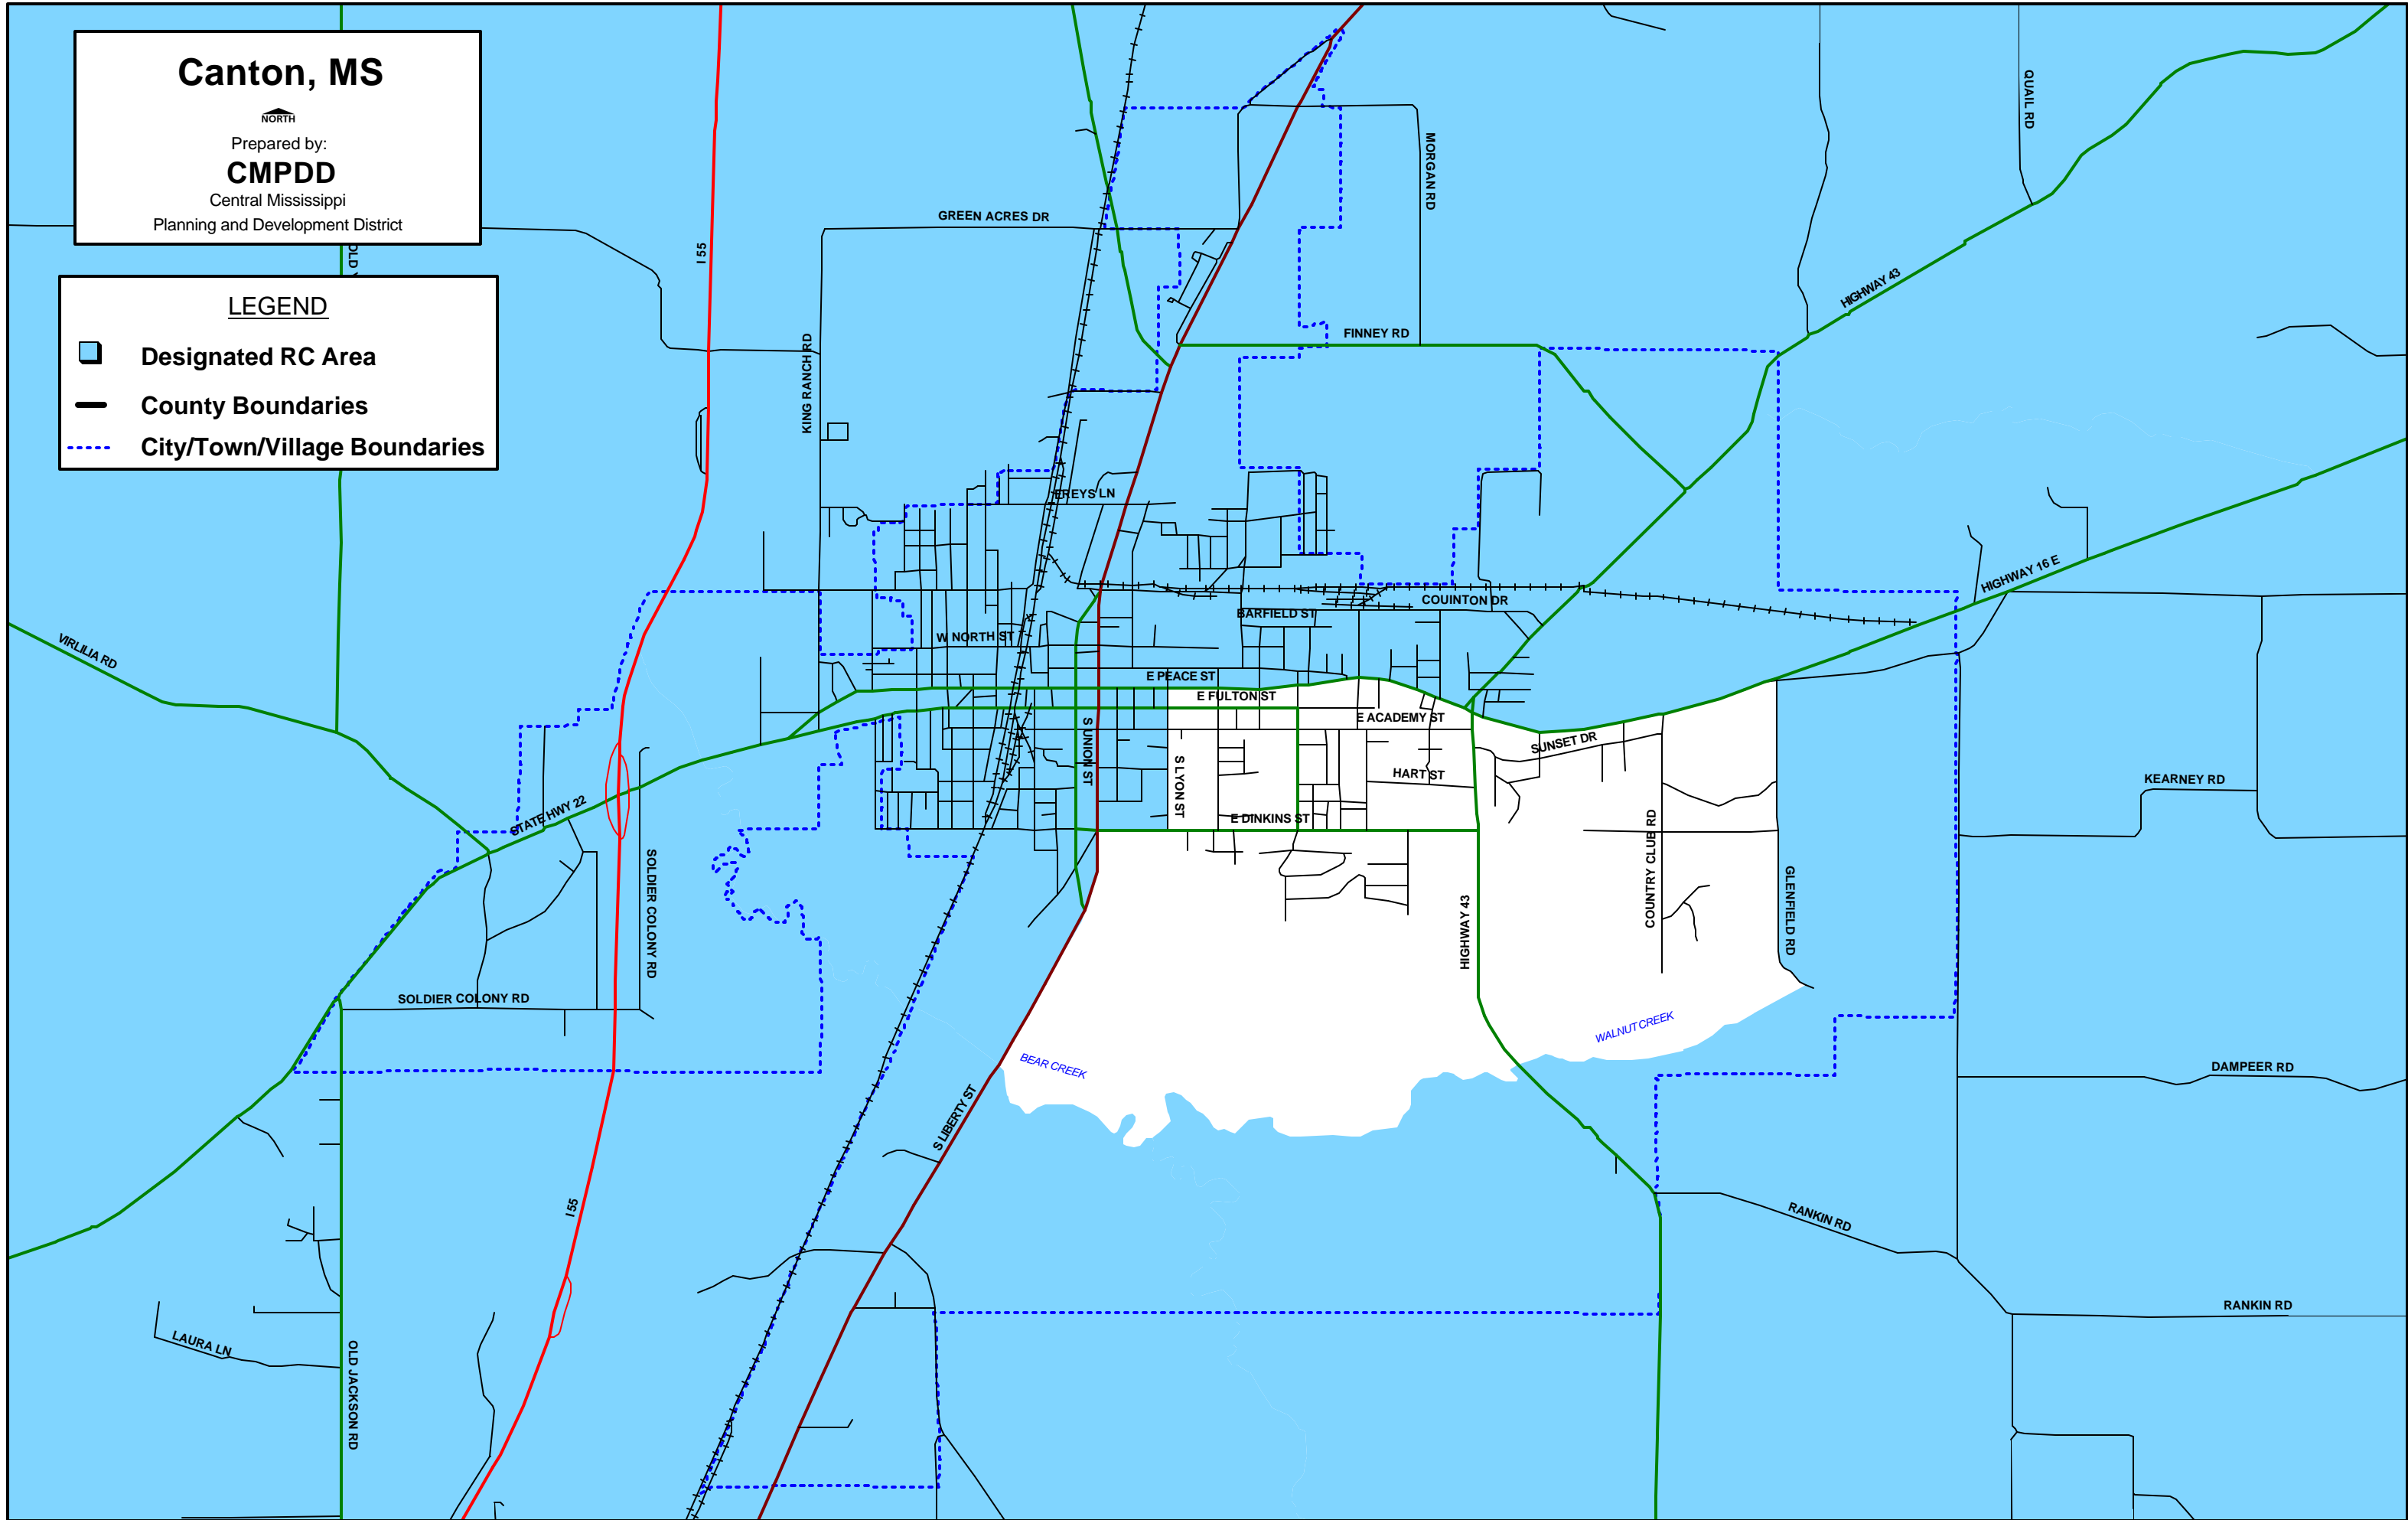 Canton, MS
NORTH
Prepared by:
CMPDD
Central Mississippi
Planning and Development District
LEGEND
Designated RC Area
County Boundaries
City/Town/Village Boundaries
OLD
I 55
GREEN ACRES DR
MORGAN RD
QUAIL RD
HIGHWAY 43
FINNEY RD
KING RANCH RD
FREYS LN
HIGHWAY 16 E
COUINTON DR
BARFIELD ST
W NORTH ST
VIRLILIA RD
E PEACE ST
E FULTON ST
E ACADEMY ST
S UNION ST
SUNSET DR
S LYON ST
HART ST
KEARNEY RD
STATE HWY 22
E DINKINS ST
COUNTRY CLUB RD
SOLDIER COLONY RD
GLENFIELD RD
HIGHWAY 43
SOLDIER COLONY RD
WALNUT CREEK
BEAR CREEK
DAMPEER RD
S LIBERTY ST
I 55
RANKIN RD
RANKIN RD
LAURA LN
OLD JACKSON RD